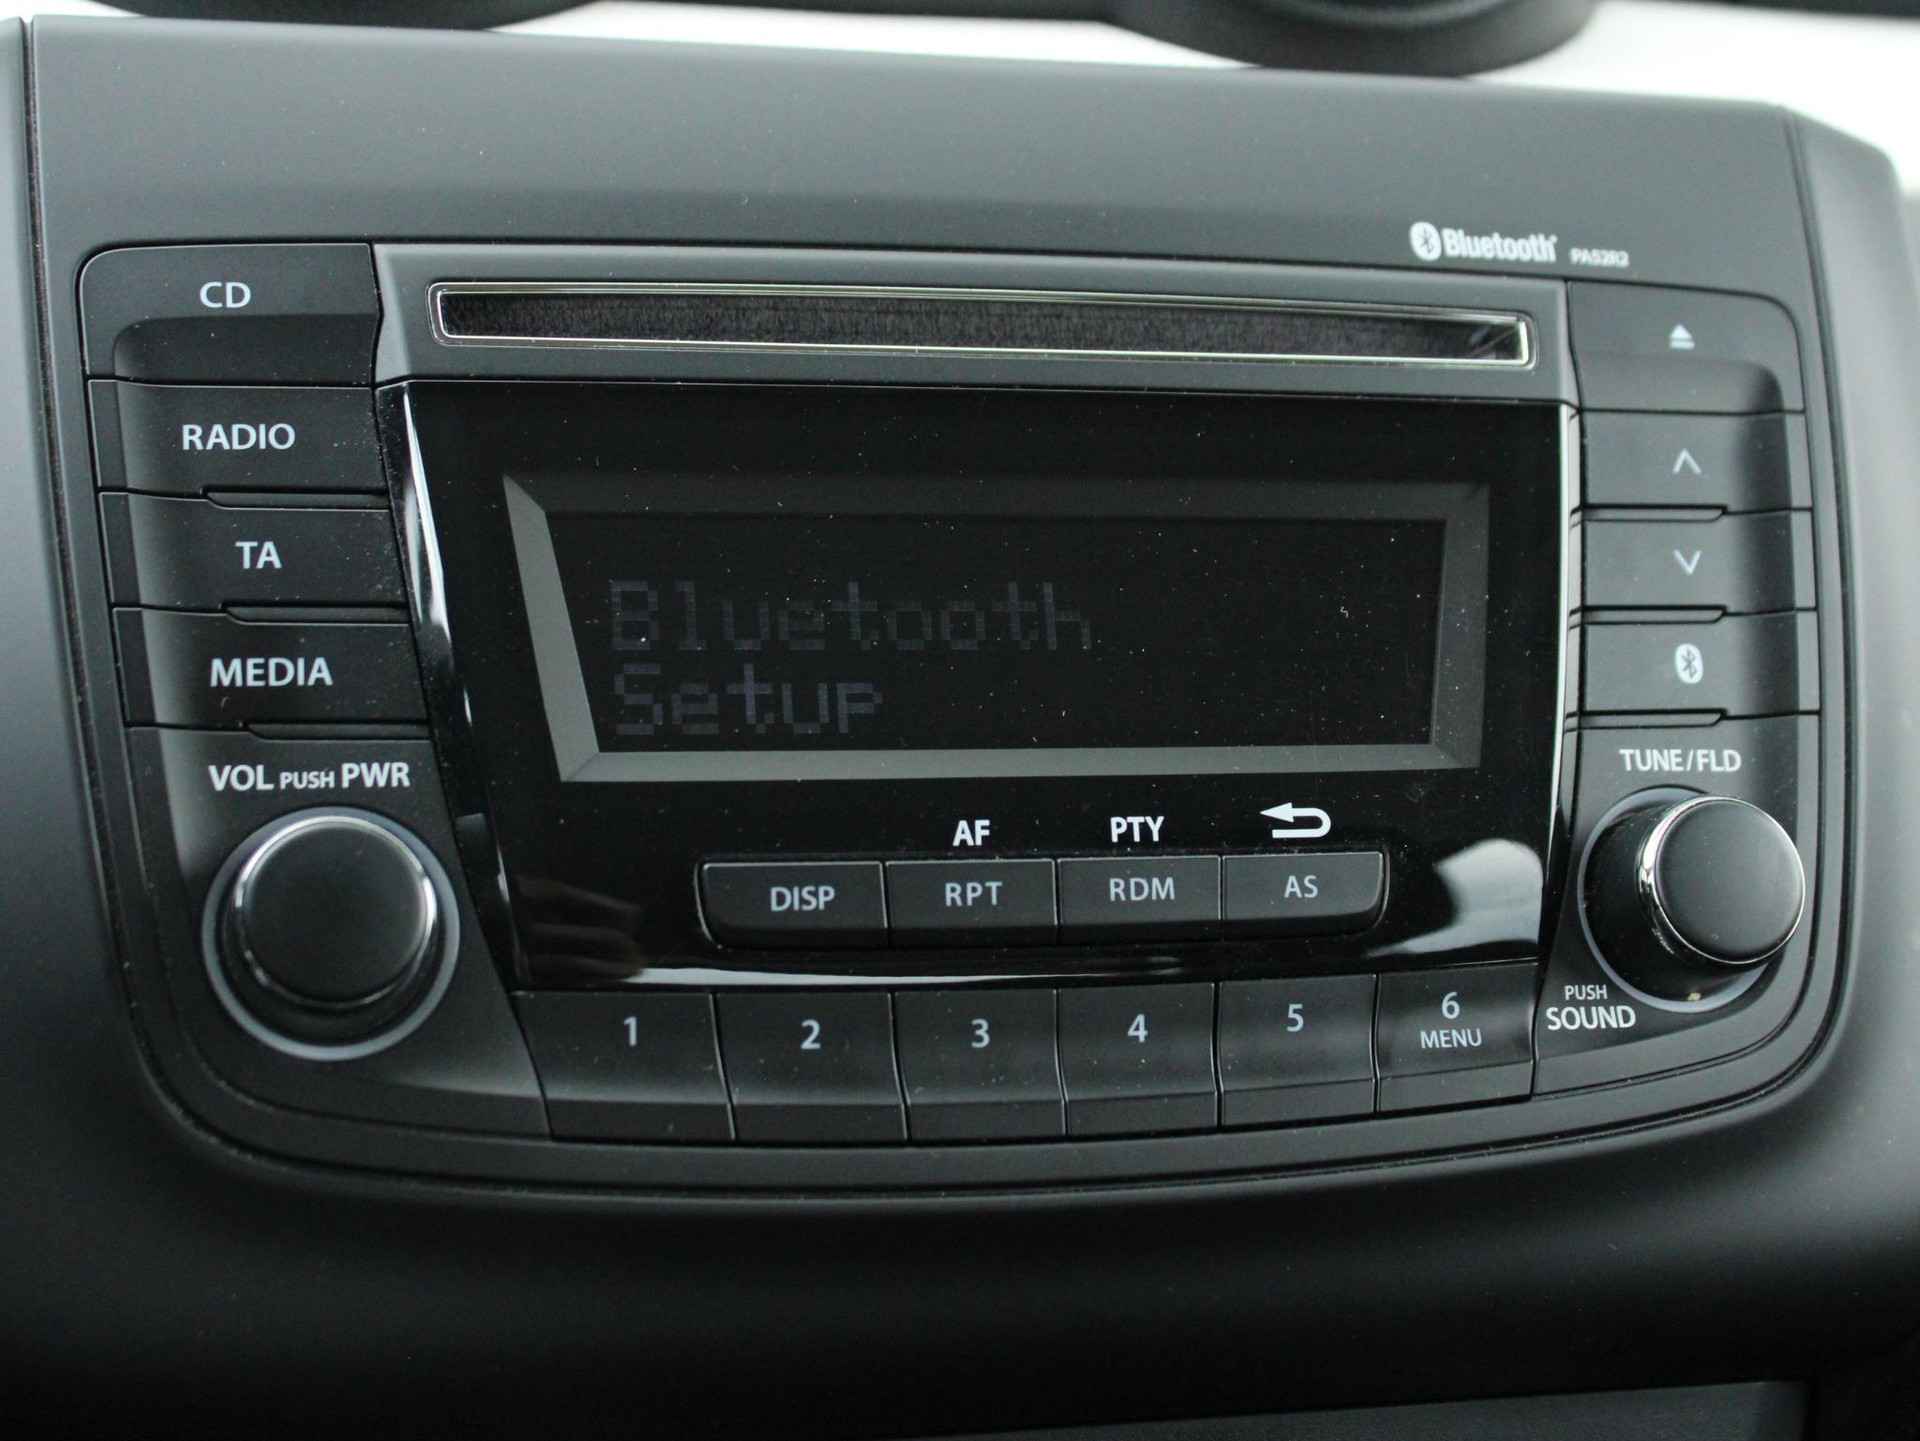 Bluetooth PA52R2
CD
RADIO
TA
MEDIA
VOL PUSH PWR
Bluetooth
Setup
TUNE/FLD
AF PTY
DISP RPT RDM AS
PUSH
SOUND
1 2 3 4 5 6
MENU